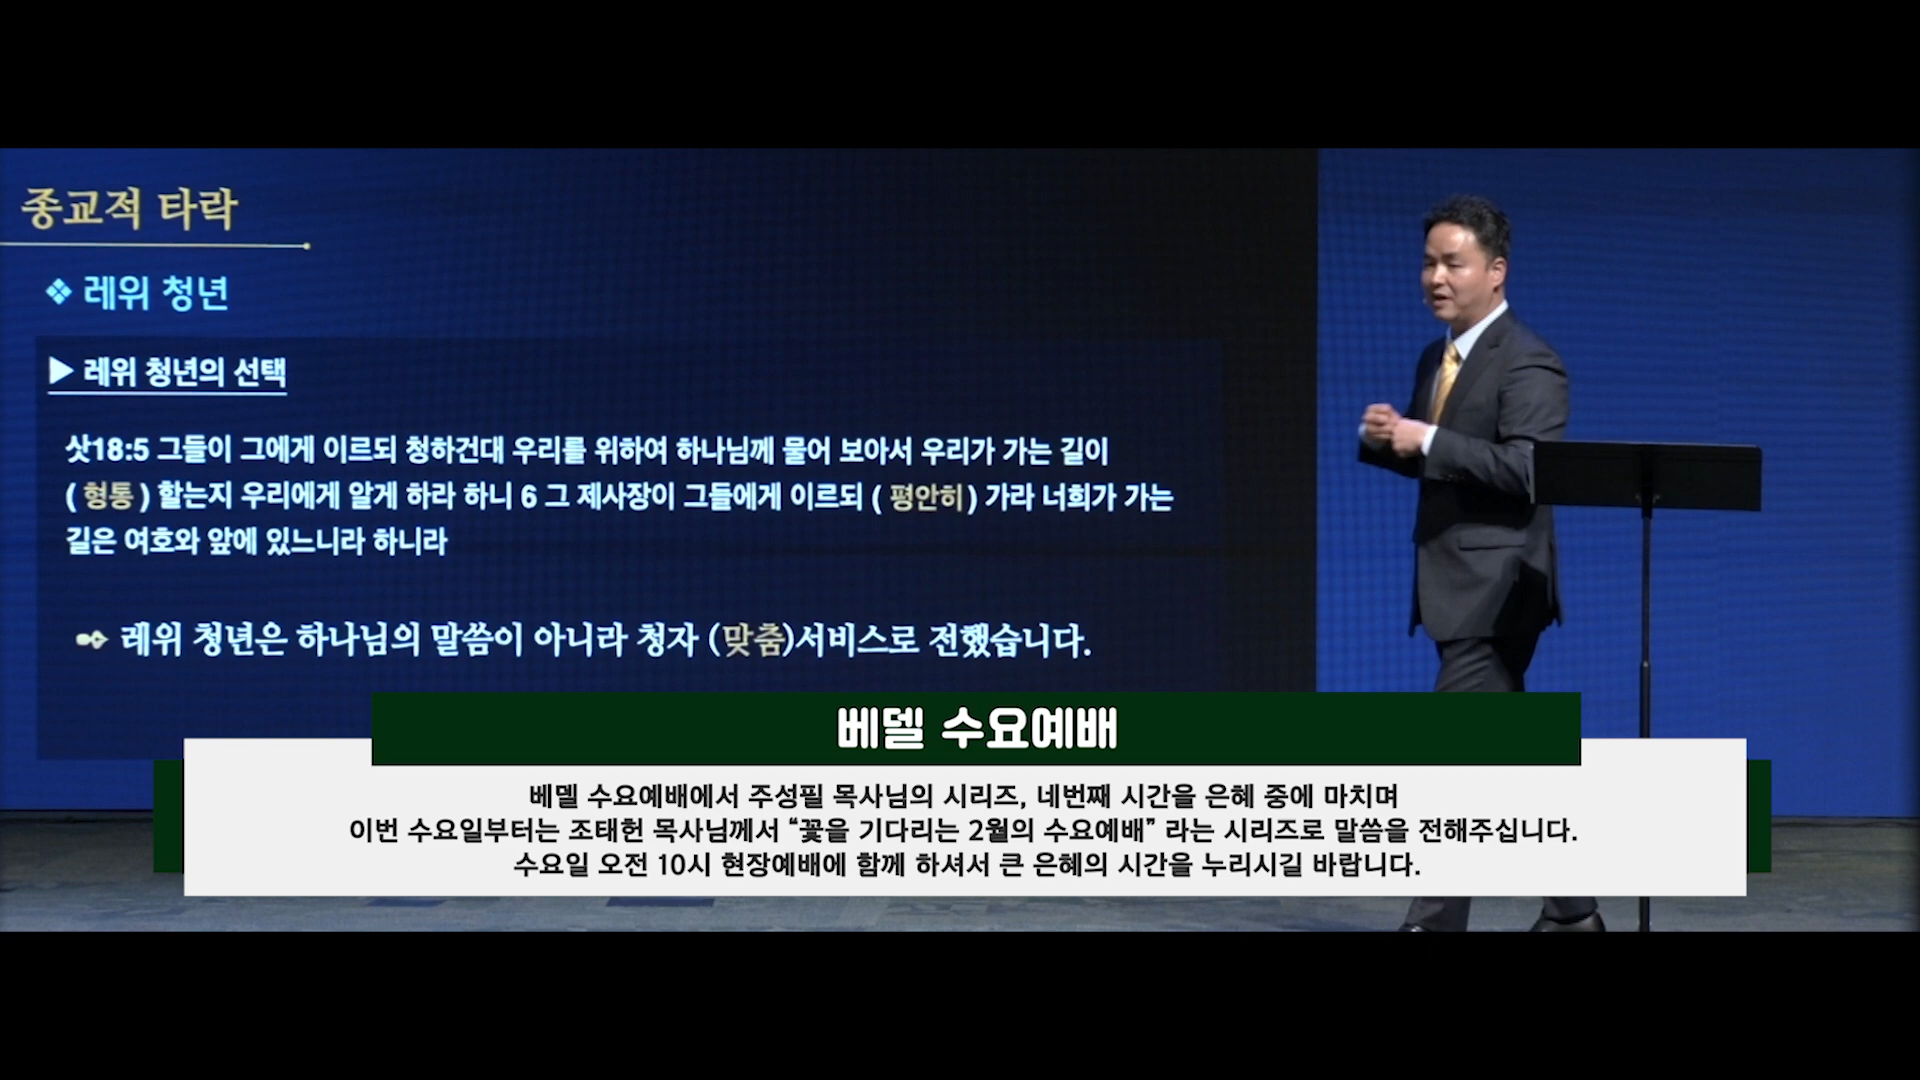 종교적 타락
❖ 레위 청년
▶ 레위 청년의 선택
삿18:5 그들이 그에게 이르되 청하건대 우리를 위하여 하나님께 물어 보아서 우리가 가는 길이
( 형통 ) 할는지 우리에게 알게 하라 하니 6 그 제사장이 그들에게 이르되 ( 평안히 ) 가라 너희가 가는
길은 여호와 앞에 있느니라 하니라
레위 청년은 하나님의 말씀이 아니라 청자 (맞춤)서비스로 전했습니다.
베델 수요예배
베델 수요예배에서 주성필 목사님의 시리즈, 네번째 시간을 은혜 중에 마치며
이번 수요일부터는 조태헌 목사님께서 “꽃을 기다리는 2월의 수요예배” 라는 시리즈로 말씀을 전해주십니다.
수요일 오전 10시 현장예배에 함께 하셔서 큰 은혜의 시간을 누리시길 바랍니다.